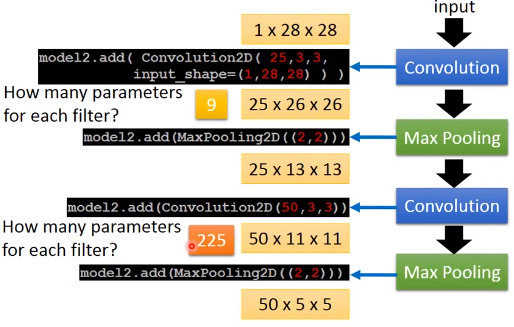 input
1 x 28 x 28
model2.add( Convolution2D( 25,3,3,
input_shape=(1,28,28) ) )
Convolution
How many parameters
for each filter?
9
25 x 26 x 26
model2.add(MaxPooling2D((2,2)))
Max Pooling
25 x 13 x 13
model2.add(Convolution2D(50,3,3))
Convolution
How many parameters
for each filter?
225
50 x 11 x 11
model2.add(MaxPooling2D((2,2)))
Max Pooling
50 x 5 x 5